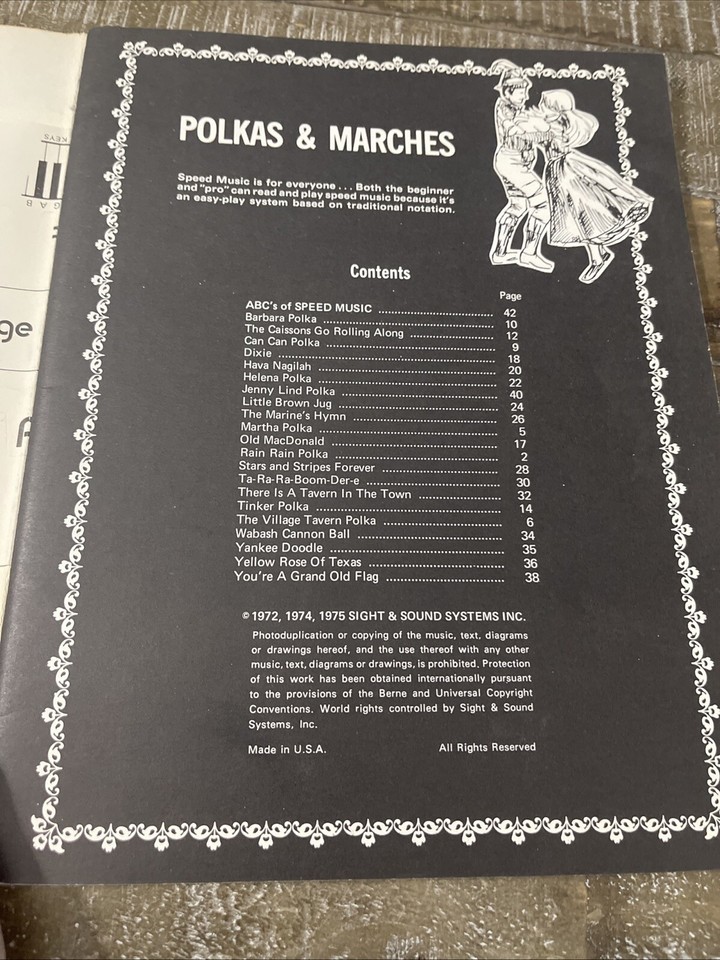 KEYS
G A B
ge
POLKAS & MARCHES
Speed Music is for everyone ... Both the beginner
and "pro" can read and play speed music because it's
an easy-play system based on traditional notation.
Contents
Page
ABC's of SPEED MUSIC ................................ 42
Barbara Polka ................................................ 10
The Caissons Go Rolling Along ....................... 12
Can Can Polka ................................................ 9
Dixie ............................................................ 18
Hava Nagilah ................................................. 20
Helena Polka ................................................. 22
Jenny Lind Polka ............................................ 40
Little Brown Jug ............................................. 24
The Marine's Hymn ........................................ 26
Martha Polka ................................................. 5
Old MacDonald .............................................. 17
Rain Rain Polka .............................................. 2
Stars and Stripes Forever ................................ 28
Ta-Ra-Ra-Boom-Der-e .................................... 30
There Is A Tavern In The Town ....................... 32
Tinker Polka .................................................. 14
The Village Tavern Polka ................................ 6
Wabash Cannon Ball ....................................... 34
Yankee Doodle ............................................... 35
Yellow Rose Of Texas ..................................... 36
You're A Grand Old Flag ................................ 38
© 1972, 1974, 1975 SIGHT & SOUND SYSTEMS INC.
Photoduplication or copying of the music, text, diagrams
or drawings hereof, and the use thereof with any other
music, text, diagrams or drawings, is prohibited. Protection
of this work has been obtained internationally pursuant
to the provisions of the Berne and Universal Copyright
Conventions. World rights controlled by Sight & Sound
Systems, Inc.
Made in U.S.A. All Rights Reserved